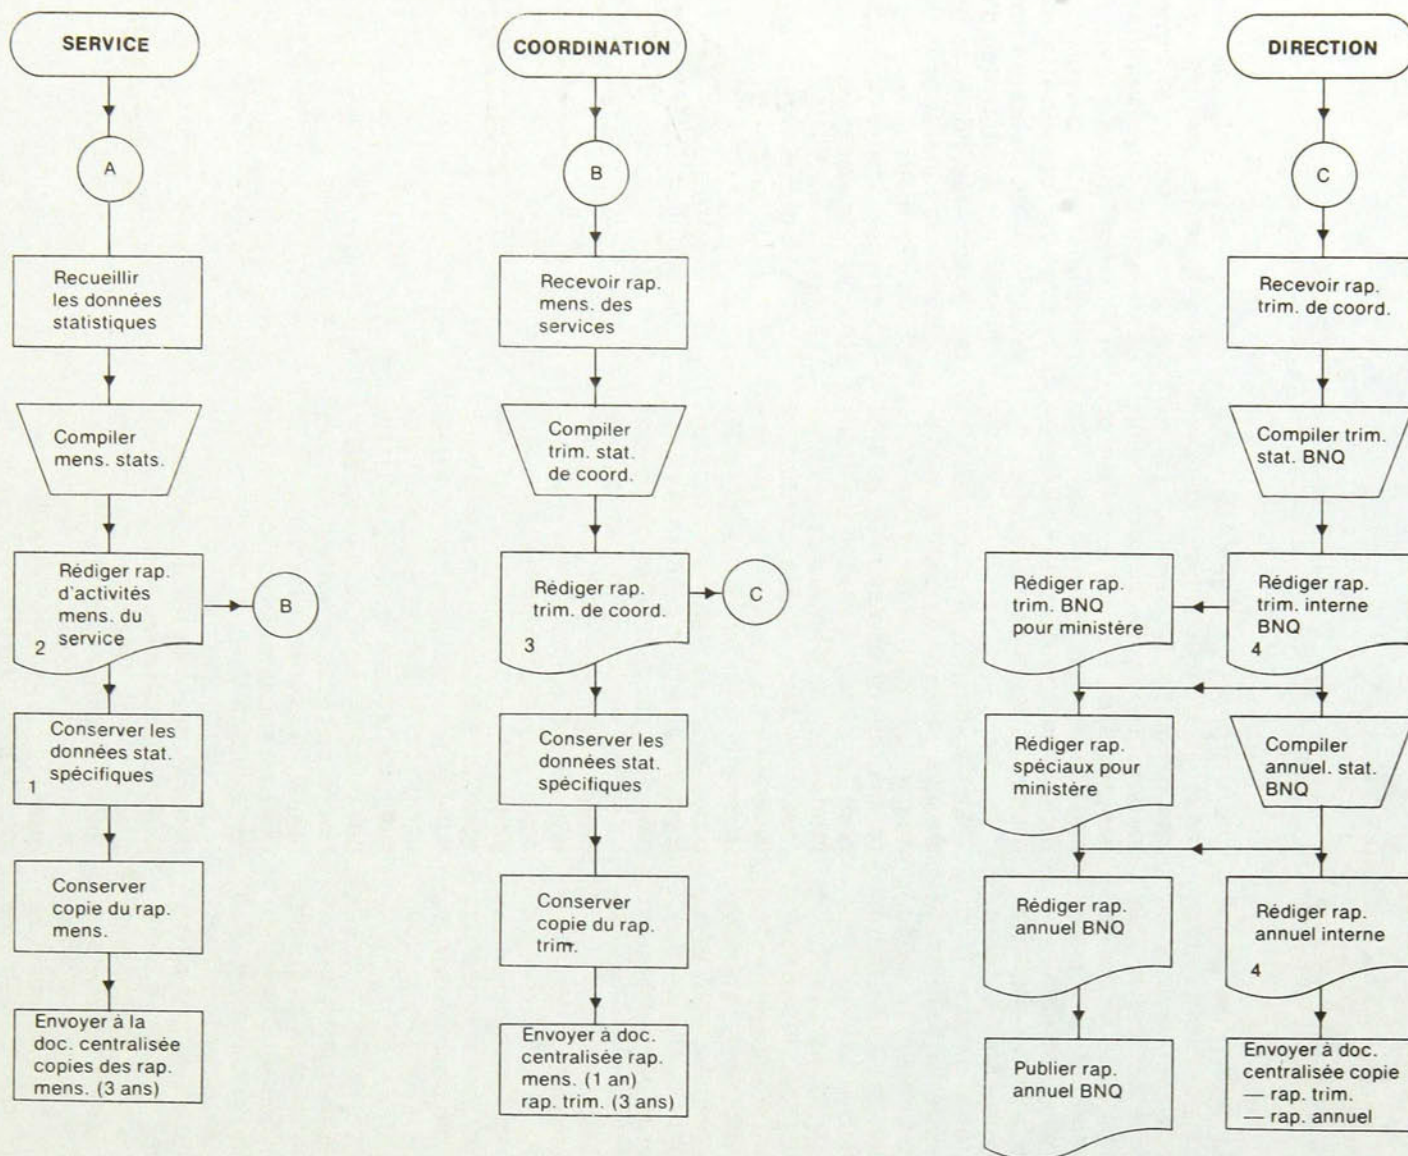 SERVICE
A
Recueillir
les données
statistiques
Compiler
mens. stats.
Rédiger rap.
d'activités
mens. du
service
2
B
Conserver les
données stat.
spécifiques
1
Conserver
copie du rap.
mens.
Envoyer à la
doc. centralisée
copies des rap.
mens. (3 ans)
COORDINATION
B
Recevoir rap.
mens. des
services
Compiler
trim. stat.
de coord.
Rédiger rap.
trim. de coord.
3
C
Conserver les
données stat.
spécifiques
Conserver
copie du rap.
trim.
Envoyer à doc.
centralisée rap.
mens. (1 an)
rap. trim. (3 ans)
DIRECTION
C
Recevoir rap.
trim. de coord.
Compiler trim.
stat. BNQ
Rédiger rap.
trim. interne
BNQ
4
Rédiger rap.
trim. BNQ
pour ministère
Rédiger rap.
spéciaux pour
ministère
Compiler
annuel. stat.
BNQ
Rédiger rap.
annuel BNQ
Rédiger rap.
annuel interne
4
Publier rap.
annuel BNQ
Envoyer à doc.
centralisée copie
— rap. trim.
— rap. annuel